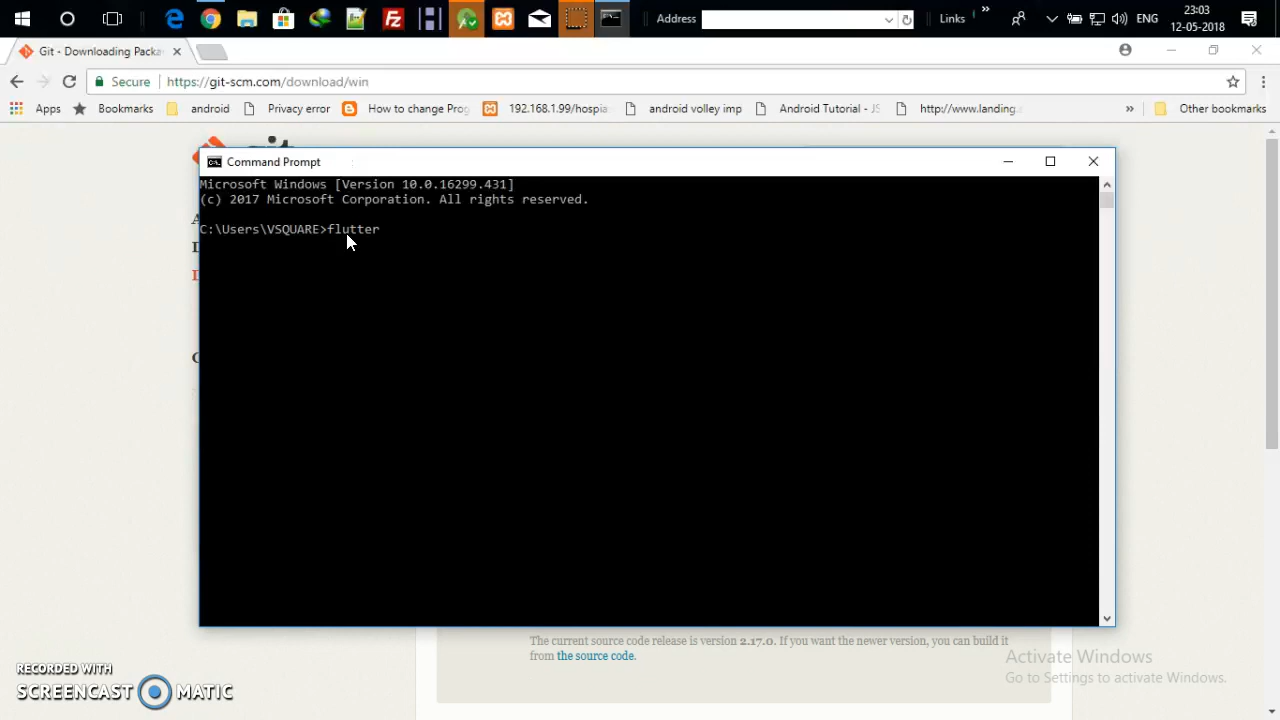 Address
Links
»
ENG
23:03
12-05-2018
Git - Downloading Packa
Secure
https://git-scm.com/download/win
Apps
Bookmarks
android
Privacy error
How to change Prog
192.168.1.99/hospia
android volley imp
Android Tutorial - JS
http://www.landing.
»
Other bookmarks
Command Prompt
Microsoft Windows [Version 10.0.16299.431]
(c) 2017 Microsoft Corporation. All rights reserved.
C:\Users\VSQUARE>flutter
The current source code release is version 2.17.0. If you want the newer version, you can build it
from the source code.
Activate Windows
Go to Settings to activate Windows.
RECORDED WITH
SCREENCAST MATIC